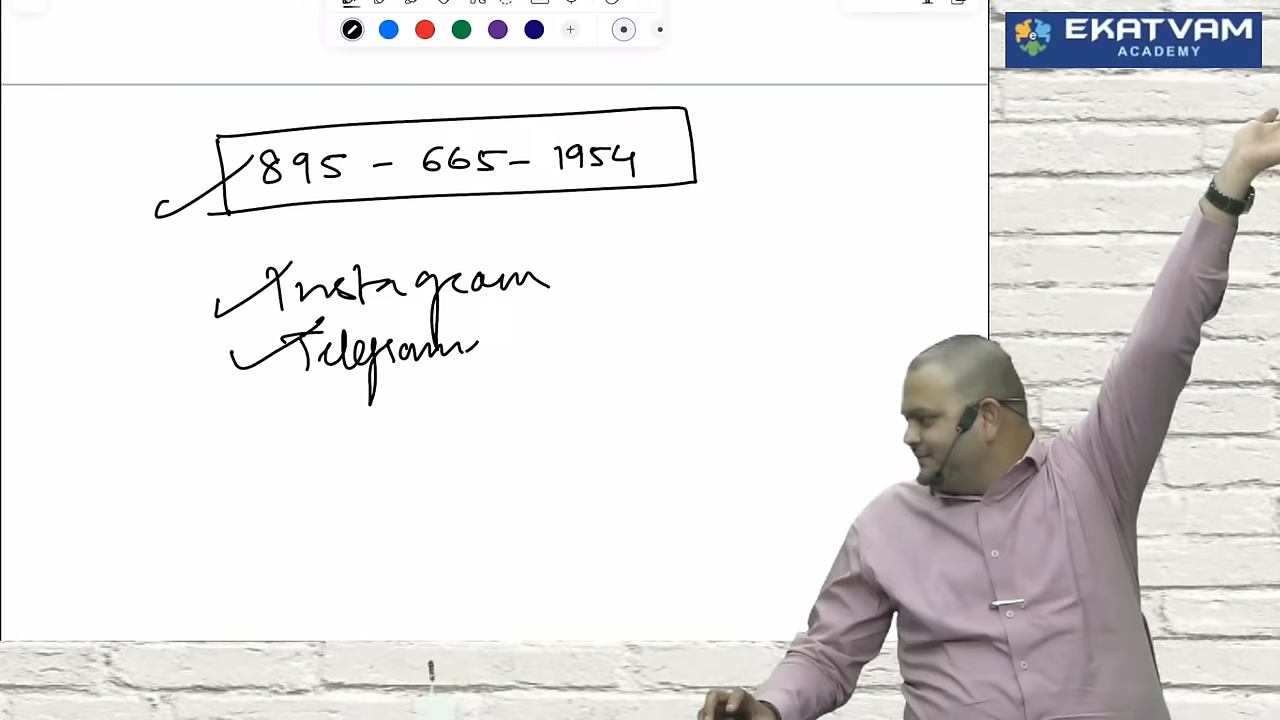 EKATVAM
ACADEMY
895 - 665 - 1954
Instagram
Telegram